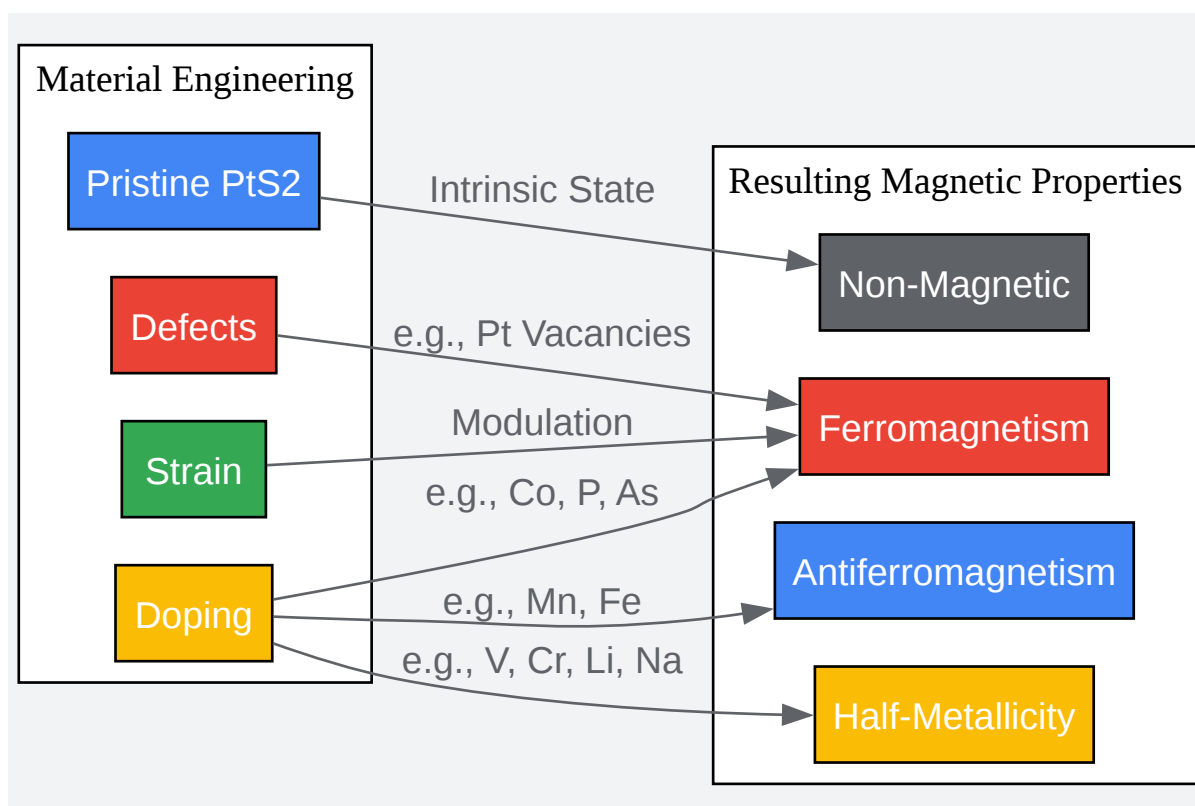 Material Engineering
Pristine PtS2
Defects
Strain
Doping
Intrinsic State
e.g., Pt Vacancies
Modulation
e.g., Co, P, As
e.g., Mn, Fe
e.g., V, Cr, Li, Na
Resulting Magnetic Properties
Non-Magnetic
Ferromagnetism
Antiferromagnetism
Half-Metallicity